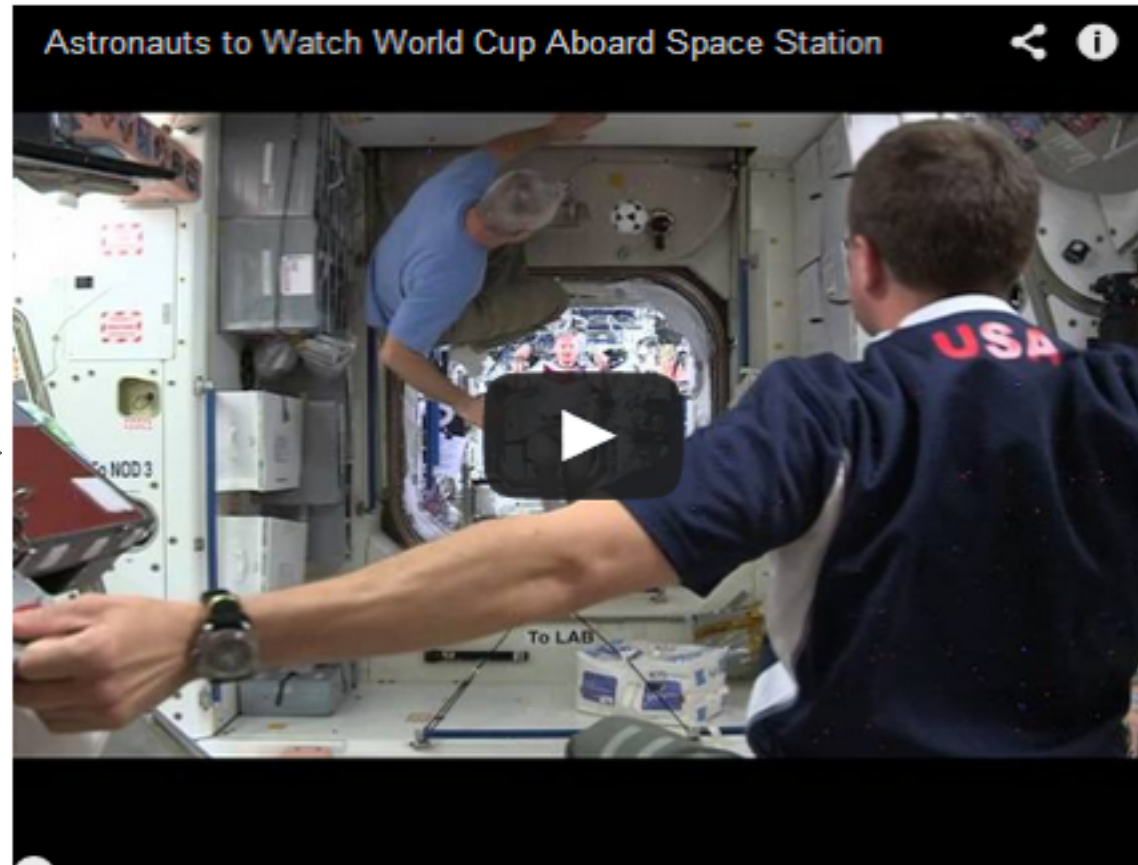 Astronauts to Watch World Cup Aboard Space Station
USA
To NOD 3
To LAB